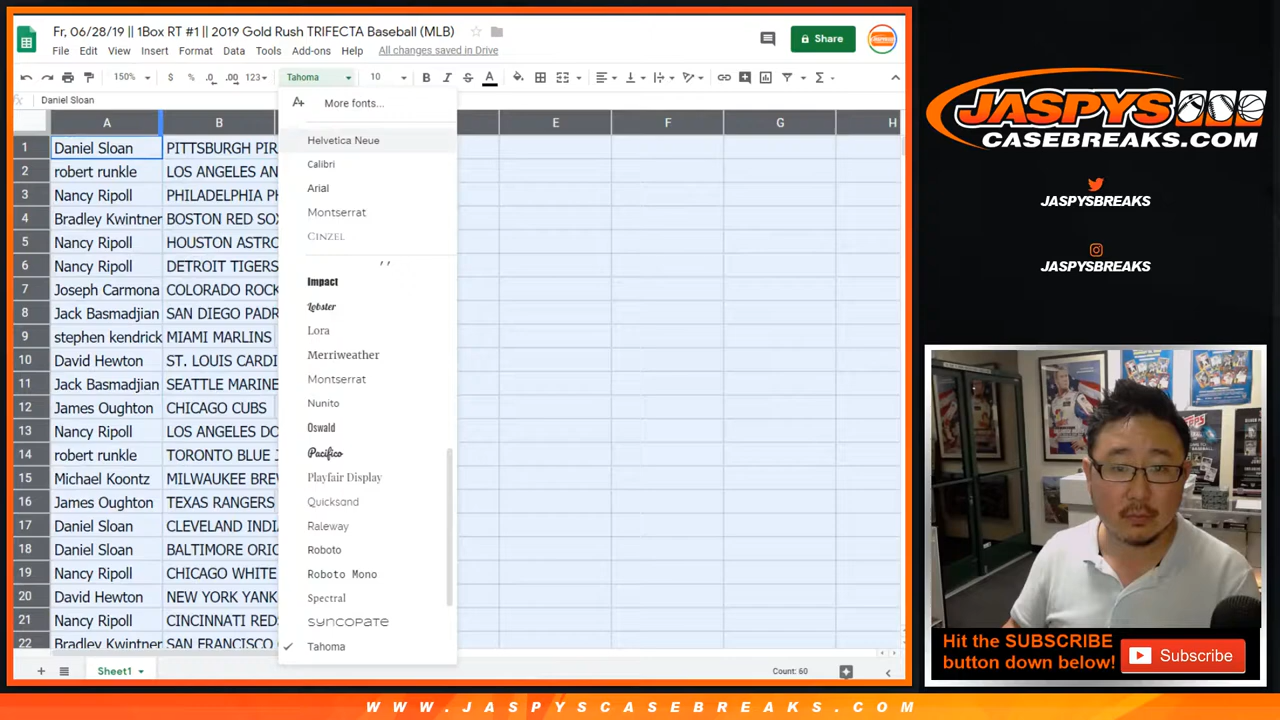 Fr, 06/28/19 || 1Box RT #1 || 2019 Gold Rush TRIFECTA Baseball (MLB)
File Edit View Insert Format Data Tools Add-ons Help All changes saved in Drive
Share
150% $ % .0 .00 123 Tahoma 10 B I S A
fx Daniel Sloan
More fonts...
A B E F G H
1 Daniel Sloan PITTSBURGH PIR
2 robert runkle LOS ANGELES AN
3 Nancy Ripoll PHILADELPHIA PH
4 Bradley Kwintner BOSTON RED SOX
5 Nancy Ripoll HOUSTON ASTRO
6 Nancy Ripoll DETROIT TIGERS
7 Joseph Carmona COLORADO ROCK
8 Jack Basmadjian SAN DIEGO PADR
9 stephen kendrick MIAMI MARLINS
10 David Hewton ST. LOUIS CARDI
11 Jack Basmadjian SEATTLE MARINE
12 James Oughton CHICAGO CUBS
13 Nancy Ripoll LOS ANGELES DO
14 robert runkle TORONTO BLUE J
15 Michael Koontz MILWAUKEE BREW
16 James Oughton TEXAS RANGERS
17 Daniel Sloan CLEVELAND INDI
18 Daniel Sloan BALTIMORE ORIO
19 Nancy Ripoll CHICAGO WHITE
20 David Hewton NEW YORK YANK
21 Nancy Ripoll CINCINNATI RED
22 Bradley Kwintner SAN FRANCISCO
Helvetica Neue
Calibri
Arial
Montserrat
Cinzel
Impact
Lobster
Lora
Merriweather
Montserrat
Nunito
Oswald
Pacifico
Playfair Display
Quicksand
Raleway
Roboto
Roboto Mono
Spectral
Syncopate
Tahoma
Sheet1
Count: 60
JASPYS
CASEBREAKS.COM
JASPYSBREAKS
JASPYSBREAKS
Hit the SUBSCRIBE
button down below!
Subscribe
WWW.JASPYSCASEBREAKS.COM